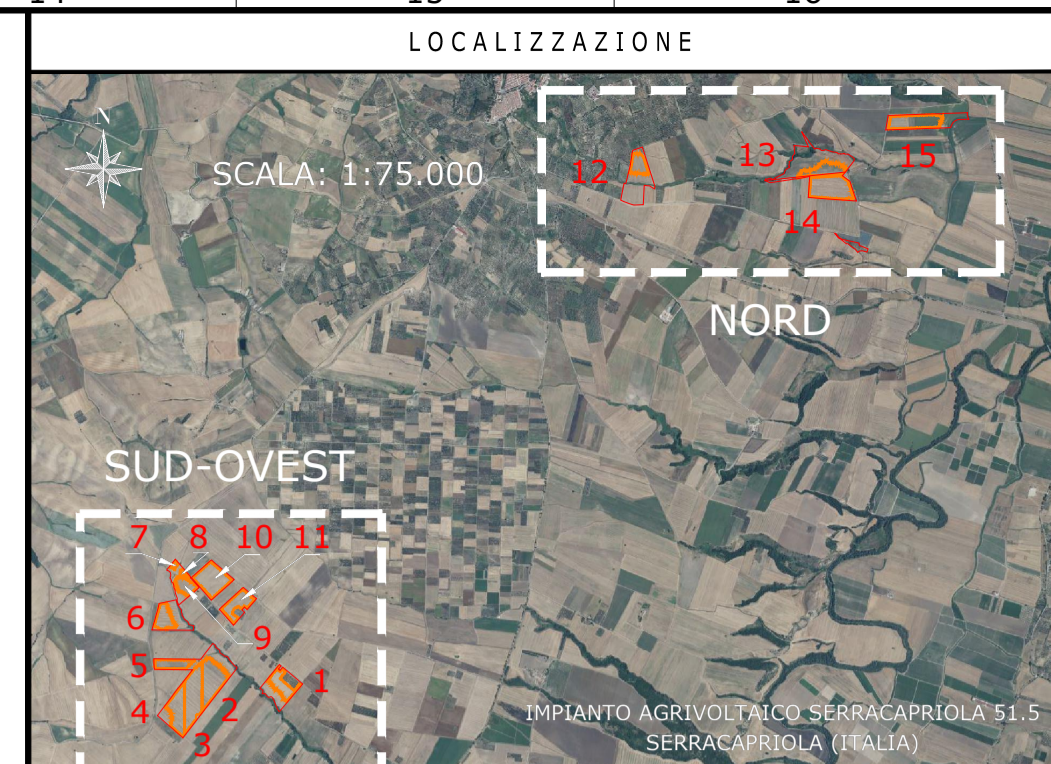 LOCALIZZAZIONE
N
SCALA: 1:75.000
12
13
15
14
NORD
SUD-OVEST
7 8 10 11
6
9
5
1
4
2
3
IMPIANTO AGRIVOLTAICO SERRACAPRIOLA 51.5
SERRACAPRIOLA (ITALIA)